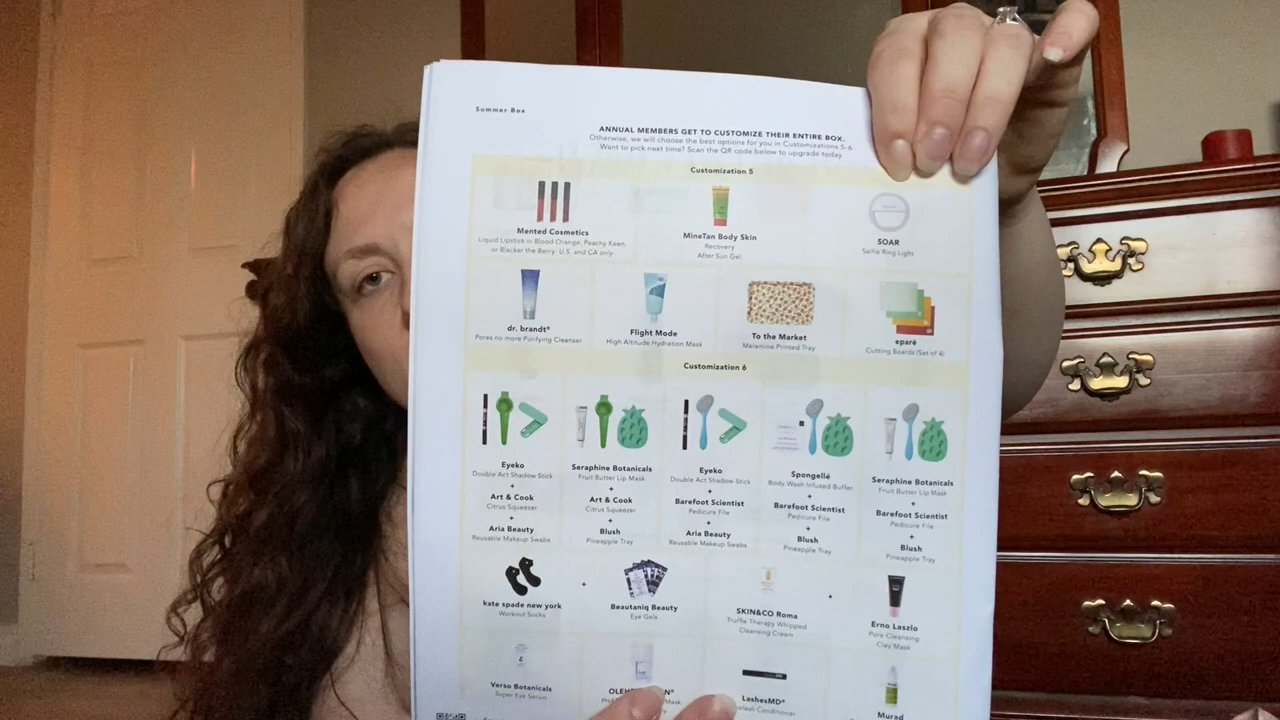 Summer Box
ANNUAL MEMBERS GET TO CUSTOMIZE THEIR ENTIRE BOX.
Otherwise, we will choose the best options for you in Customizations 5-6.
Want to pick next time? Scan the QR code below to upgrade today
Customization 5
Mented Cosmetics
Liquid Lipstick in Blood Orange, Peachy Keen,
or Blacker the Berry. U.S. and CA only
MineTan Body Skin
Recovery
After Sun Gel
SOAR
Selfie Ring Light
dr. brandt®
Pores no more Purifying Cleanser
Flight Mode
High Altitude Hydration Mask
To the Market
Melamine Printed Tray
eparé
Cutting Boards (Set of 4)
Customization 6
Eyeko
Double Act Shadow Stick
+
Art & Cook
Citrus Squeezer
+
Aria Beauty
Reusable Makeup Swabs
Seraphine Botanicals
Fruit Butter Lip Mask
+
Art & Cook
Citrus Squeezer
+
Blush
Pineapple Tray
Eyeko
Double Act Shadow Stick
+
Barefoot Scientist
Pedicure File
+
Aria Beauty
Reusable Makeup Swabs
Spongellé
Body Wash Infused Buffer
+
Barefoot Scientist
Pedicure File
+
Blush
Pineapple Tray
Seraphine Botanicals
Fruit Butter Lip Mask
+
Barefoot Scientist
Pedicure File
+
Blush
Pineapple Tray
kate spade new york
Workout Socks
+
Beautaniq Beauty
Eye Gels
SKIN&CO Roma
Truffle Therapy Whipped
Cleansing Cream
+
Erno Laszlo
Pore Cleansing
Clay Mask
Verso Botanicals
Super Eye Serum
Mask
LashesMD®
Conditioner
Murad